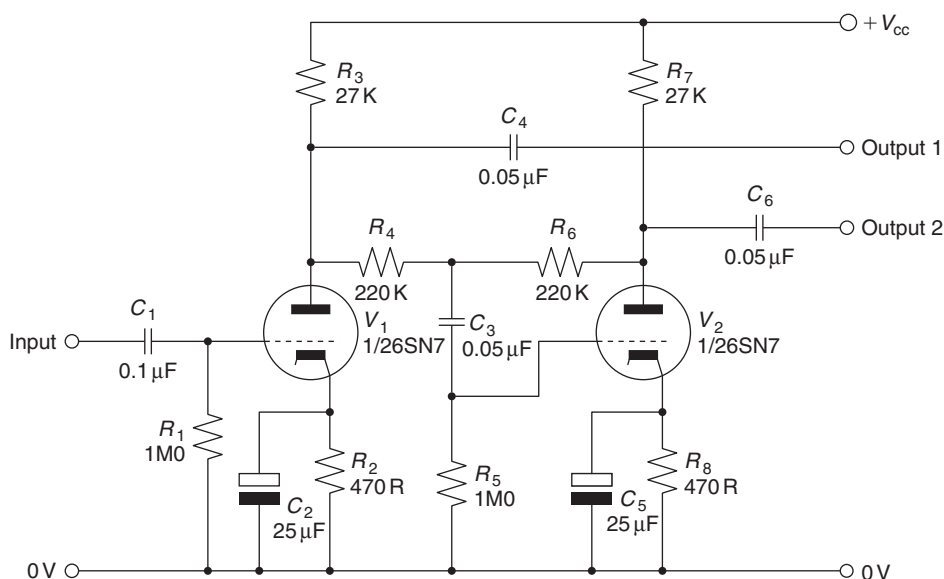 +Vcc
R3
27 K
R7
27 K
C4
0.05 μF
Output 1
C6
0.05 μF
Output 2
R4
220 K
R6
220 K
C1
0.1 μF
Input
V1
1/26SN7
C3
0.05 μF
V2
1/26SN7
R1
1M0
C2
25 μF
R2
470 R
R5
1M0
C5
25 μF
R8
470 R
0 V
0 V